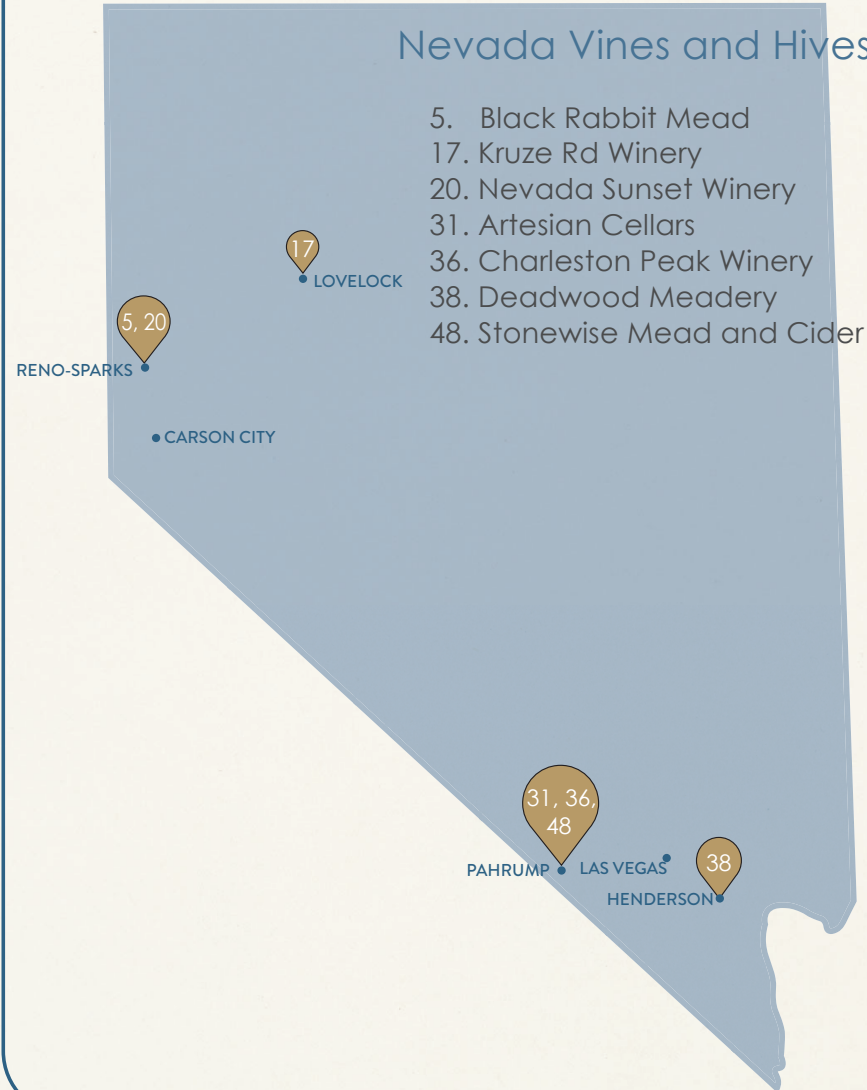 Nevada Vines and Hives
5. Black Rabbit Mead
17. Kruze Rd Winery
20. Nevada Sunset Winery
31. Artesian Cellars
36. Charleston Peak Winery
38. Deadwood Meadery
48. Stonewise Mead and Cider
17
LOVELOCK
5, 20
RENO-SPARKS
CARSON CITY
31, 36,
48
PAHRUMP
LAS VEGAS
38
HENDERSON